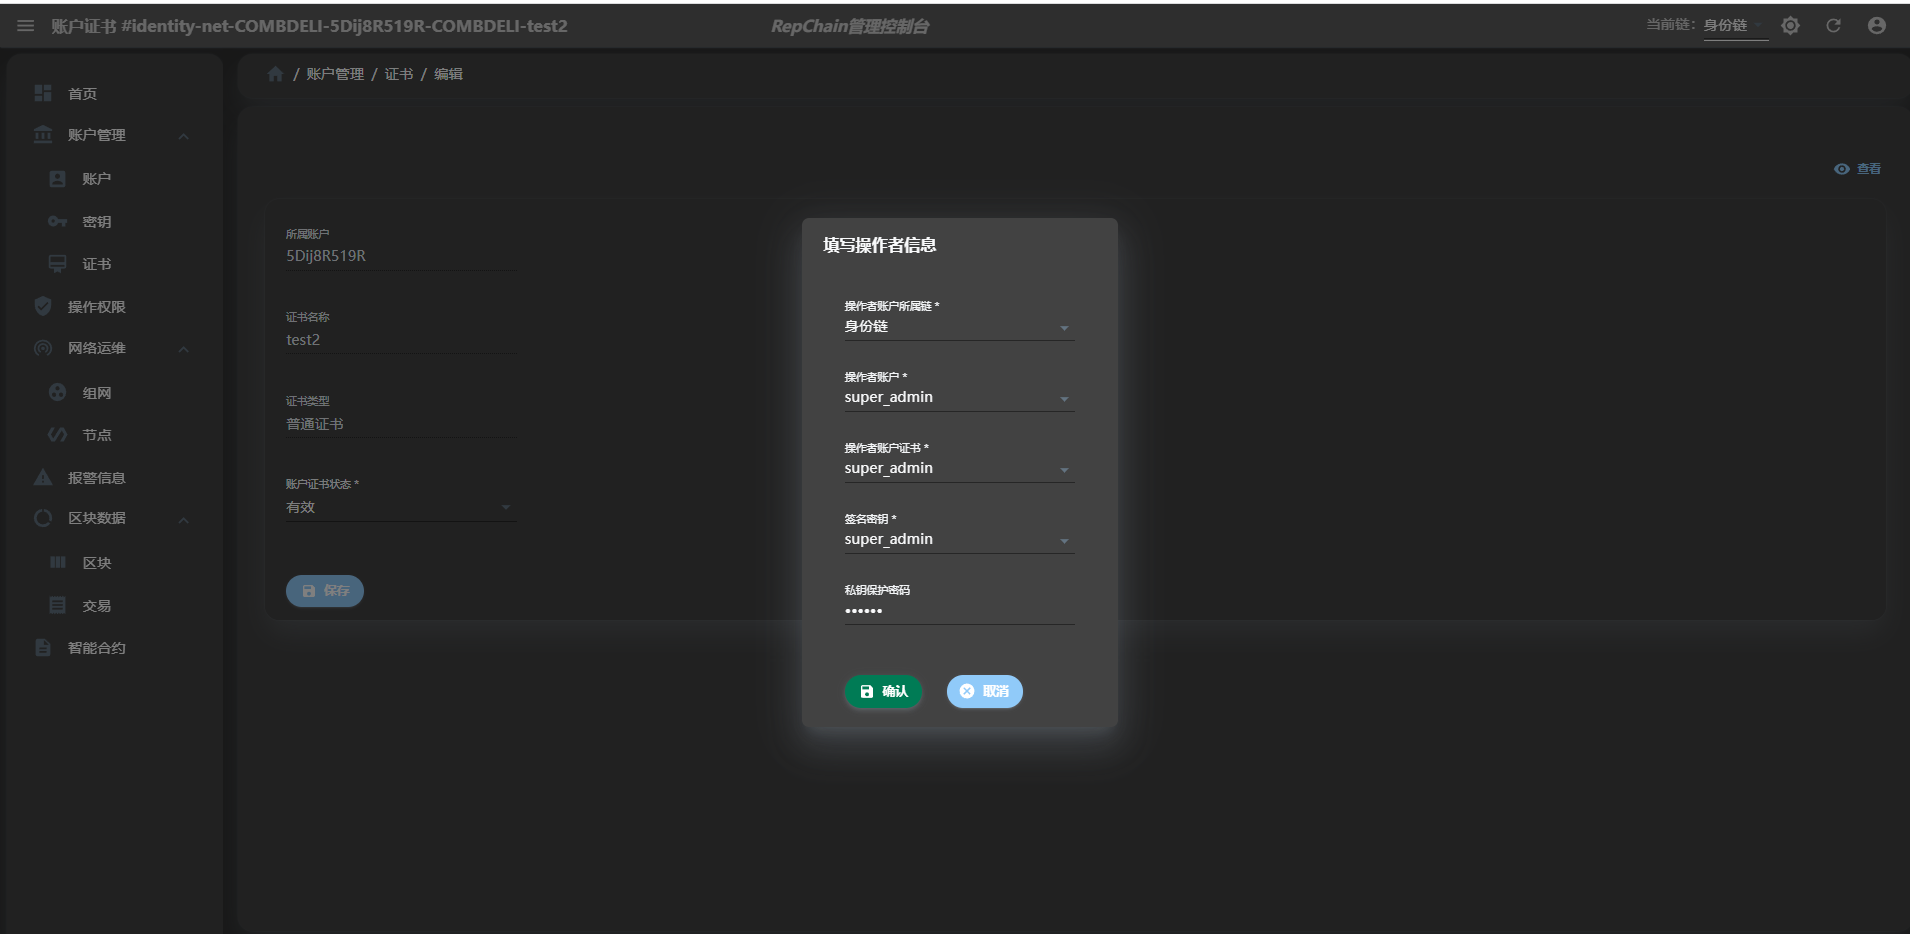 账户证书 #identity-net-COMBDELI-5Dij8R519R-COMBDELI-test2
RepChain管理控制台
当前链：
身份链
首页
账户管理
账户
密钥
证书
操作权限
网络运维
组网
节点
报警信息
区块数据
区块
交易
智能合约
/ 账户管理 / 证书 / 编辑
查看
所属账户
5Dij8R519R
证书名称
test2
证书类型
普通证书
账户证书状态 *
有效
保存
填写操作者信息
操作者账户所属链 *
身份链
操作者账户 *
super_admin
操作者账户证书 *
super_admin
签名密钥 *
super_admin
私钥保护密码
••••••
确认
取消